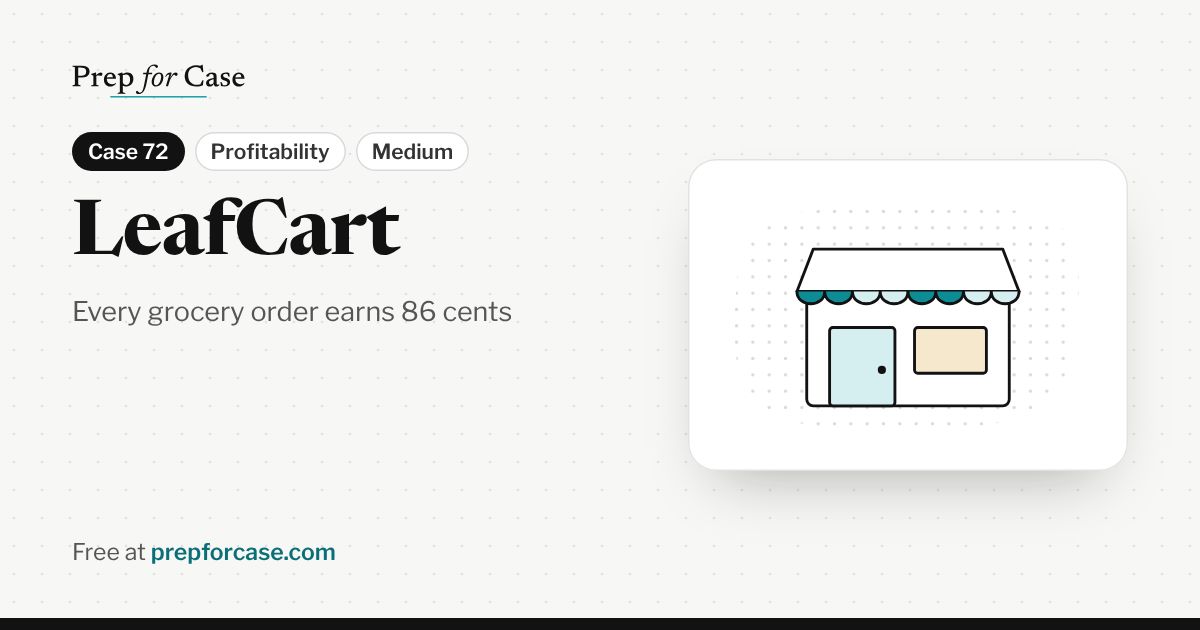 Prep for Case
Case 72 Profitability Medium
LeafCart
Every grocery order earns 86 cents
Free at prepforcase.com